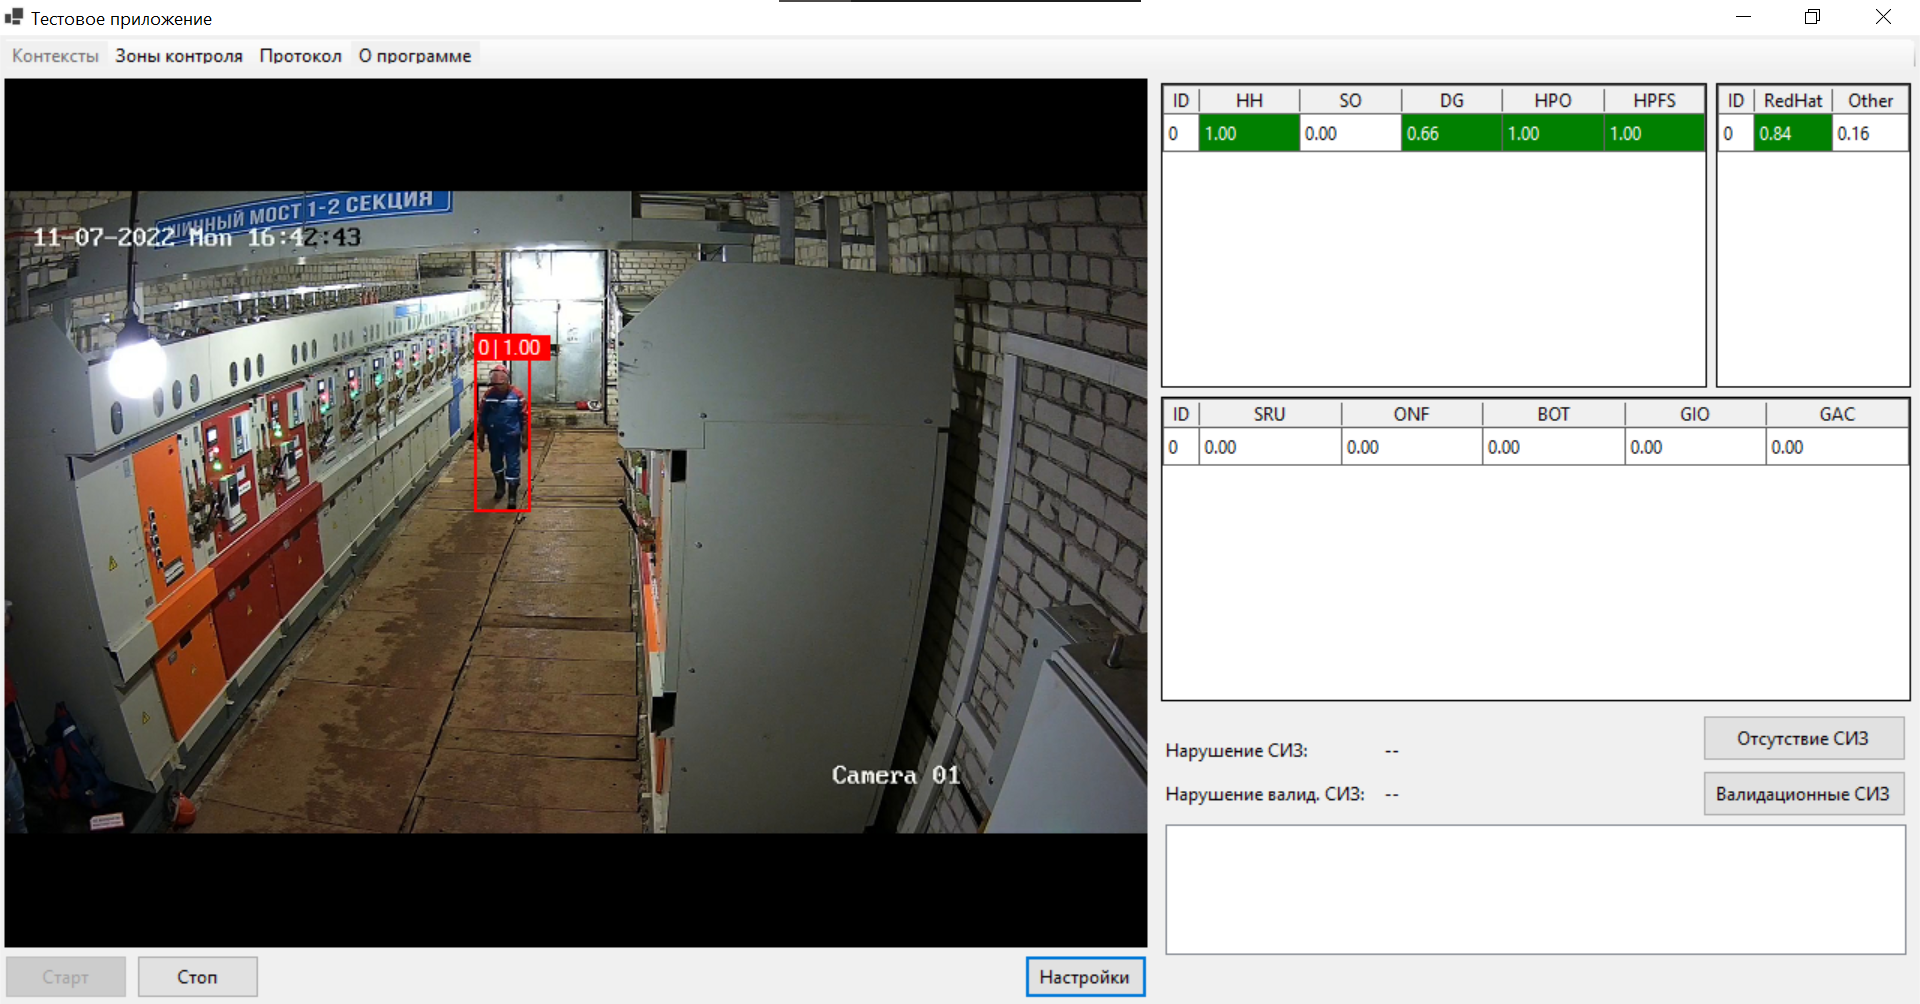 Тестовое приложение
Контексты Зоны контроля Протокол О программе
ШИННЫЙ МОСТ 1-2 СЕКЦИЯ
11-07-2022 Mon 16:42:43
0 | 1.00
Camera 01
Старт Стоп Настройки
ID HH SO DG HPO HPFS
0 1.00 0.00 0.66 1.00 1.00
ID RedHat Other
0 0.84 0.16
ID SRU ONF BOT GIO GAC
0 0.00 0.00 0.00 0.00 0.00
Нарушение СИЗ: --
Отсутствие СИЗ
Нарушение валид. СИЗ: --
Валидационные СИЗ